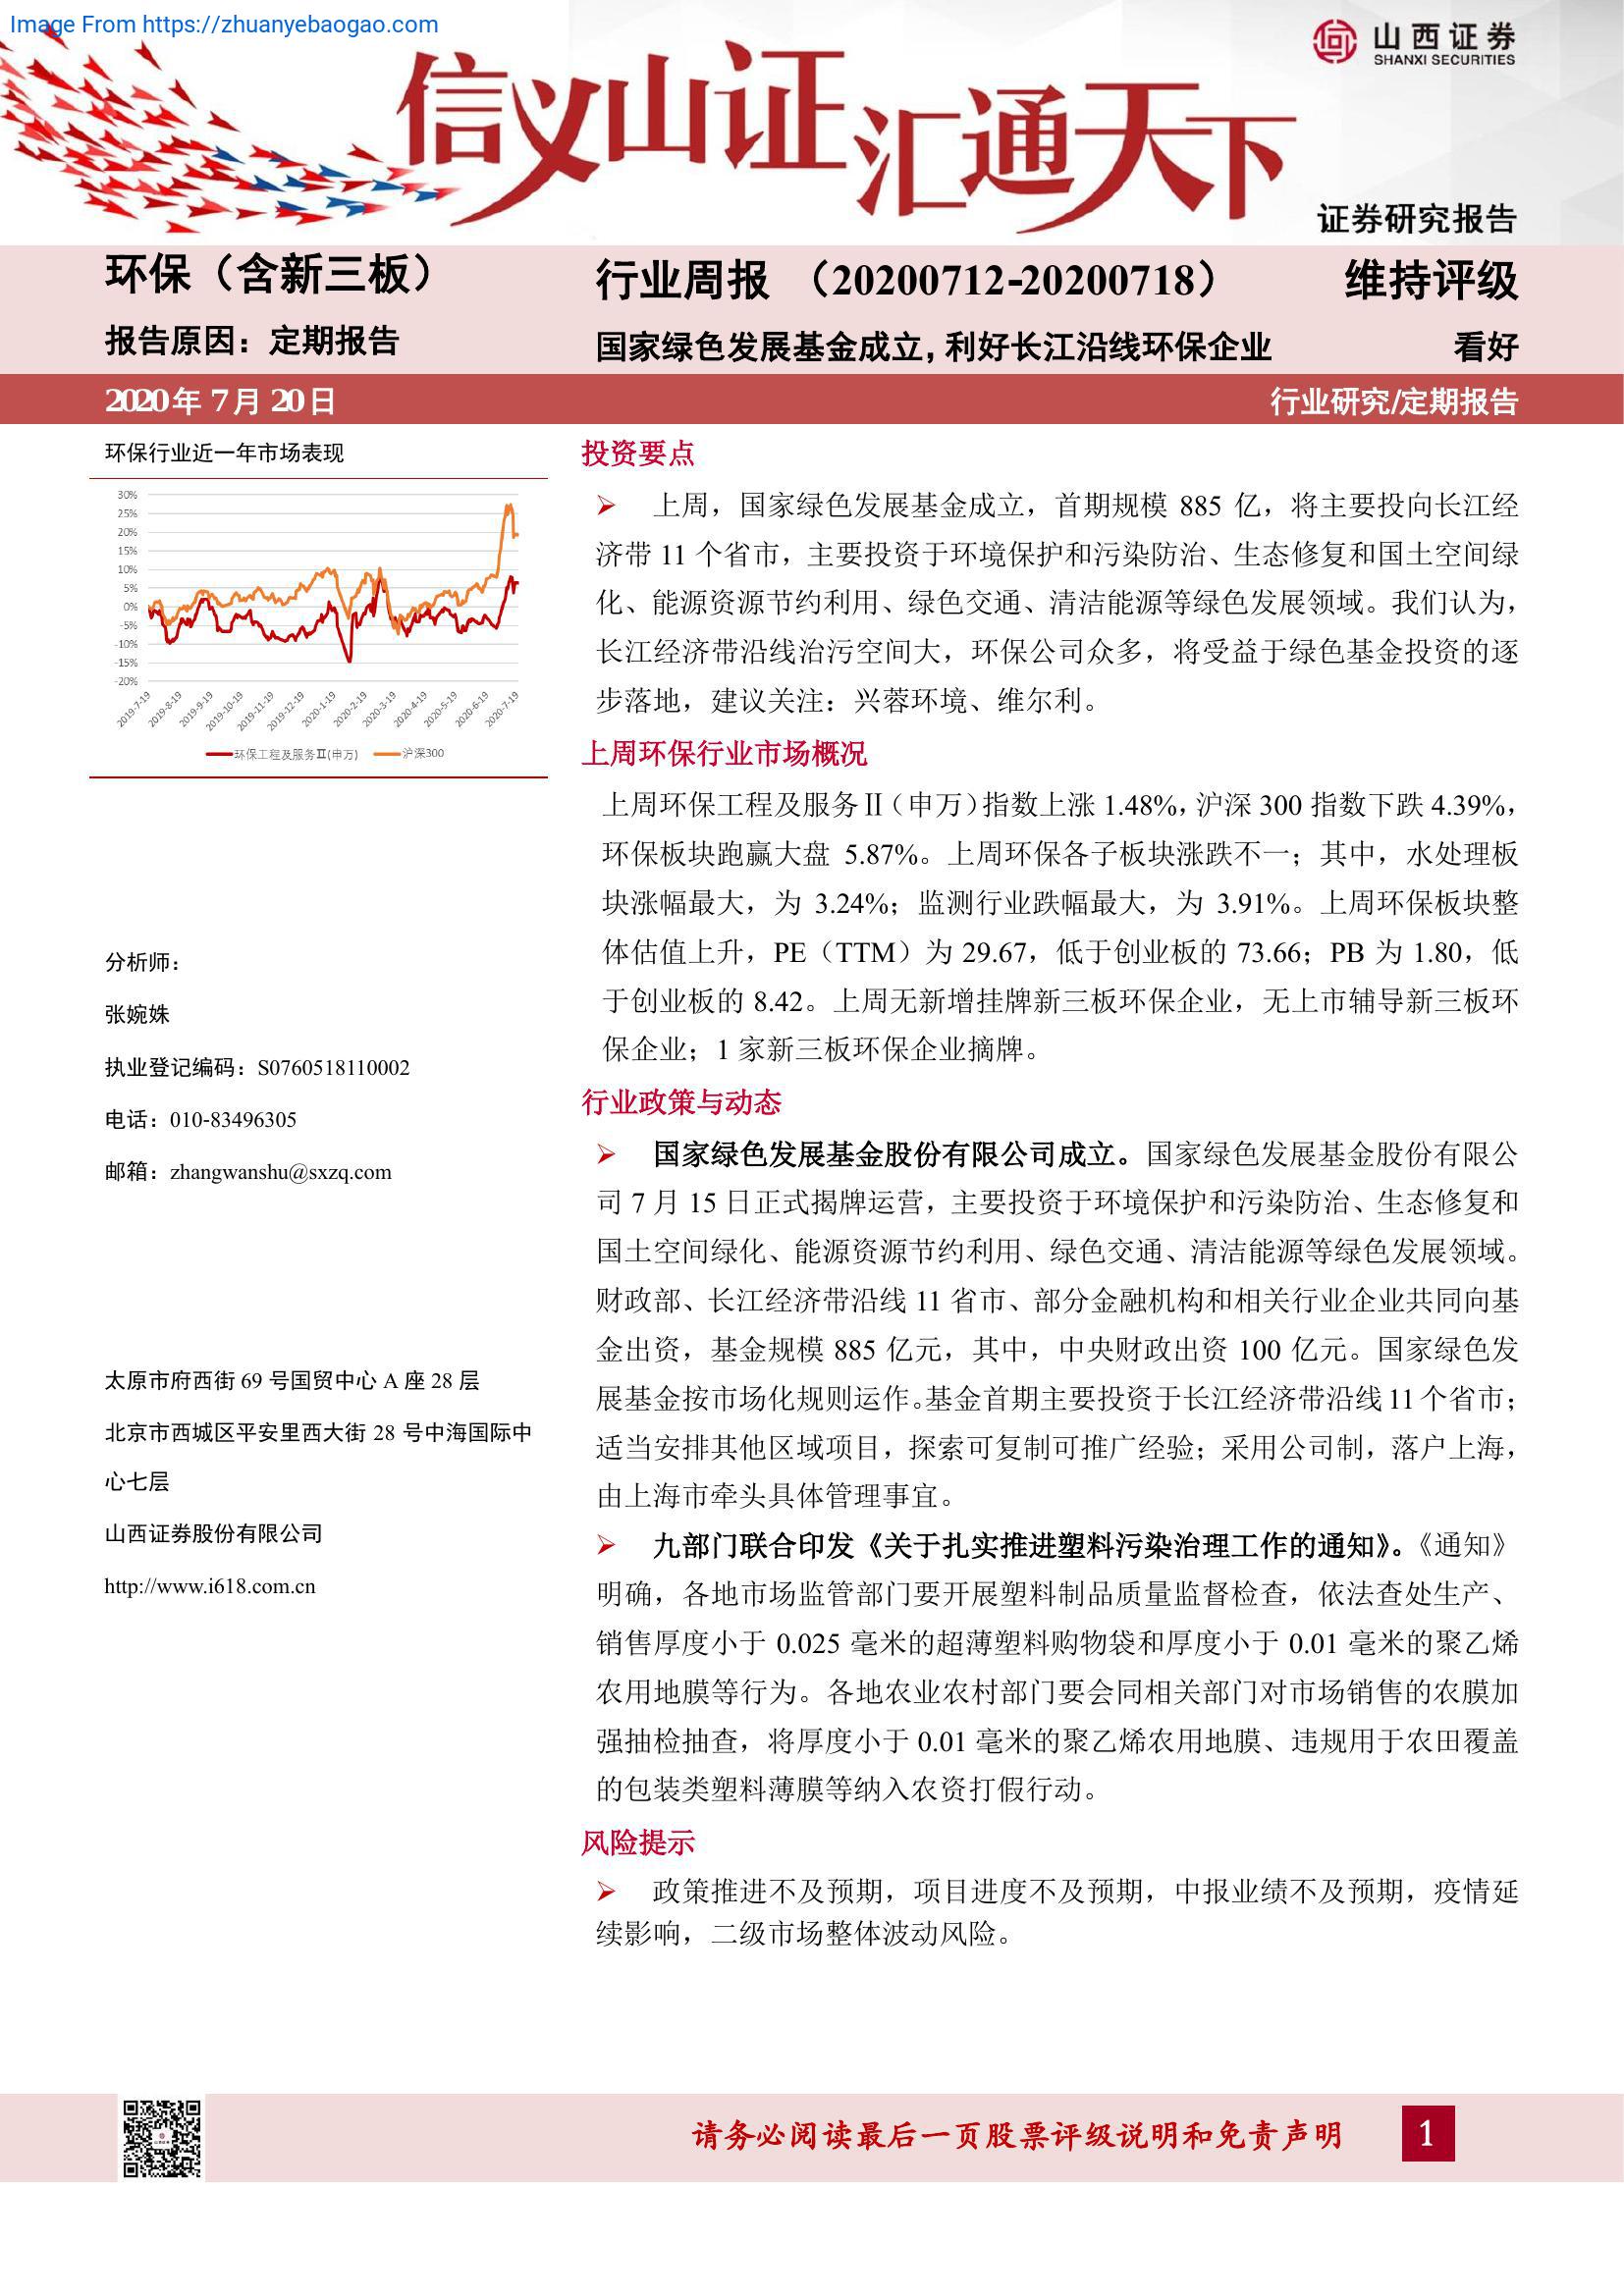 Image From https://zhuanyebaogao.com
山西证券
SHANXI SECURITIES
信义山证汇通天下
证券研究报告
环保（含新三板）
行业周报 （20200712-20200718）
维持评级
报告原因：定期报告
国家绿色发展基金成立，利好长江沿线环保企业
看好
2020年7月20日
行业研究/定期报告
环保行业近一年市场表现
30%
25%
20%
15%
10%
5%
0%
-5%
-10%
-15%
-20%
2019-7-19
2019-8-19
2019-9-19
2019-10-19
2019-11-19
2019-12-19
2020-1-19
2020-2-19
2020-3-19
2020-4-19
2020-5-19
2020-6-19
2020-7-19
环保工程及服务Ⅱ(申万)
沪深300
分析师：
张婉姝
执业登记编码：S0760518110002
电话：010-83496305
邮箱：zhangwanshu@sxzq.com
太原市府西街 69 号国贸中心 A 座 28 层
北京市西城区平安里西大街 28 号中海国际中
心七层
山西证券股份有限公司
http://www.i618.com.cn
投资要点
上周，国家绿色发展基金成立，首期规模 885 亿，将主要投向长江经
济带 11 个省市，主要投资于环境保护和污染防治、生态修复和国土空间绿
化、能源资源节约利用、绿色交通、清洁能源等绿色发展领域。我们认为，
长江经济带沿线治污空间大，环保公司众多，将受益于绿色基金投资的逐
步落地，建议关注：兴蓉环境、维尔利。
上周环保行业市场概况
上周环保工程及服务Ⅱ（申万）指数上涨 1.48%，沪深 300 指数下跌 4.39%，
环保板块跑赢大盘 5.87%。上周环保各子板块涨跌不一；其中，水处理板
块涨幅最大，为 3.24%；监测行业跌幅最大，为 3.91%。上周环保板块整
体估值上升，PE（TTM）为 29.67，低于创业板的 73.66；PB 为 1.80，低
于创业板的 8.42。上周无新增挂牌新三板环保企业，无上市辅导新三板环
保企业；1 家新三板环保企业摘牌。
行业政策与动态
国家绿色发展基金股份有限公司成立。国家绿色发展基金股份有限公
司 7 月 15 日正式揭牌运营，主要投资于环境保护和污染防治、生态修复和
国土空间绿化、能源资源节约利用、绿色交通、清洁能源等绿色发展领域。
财政部、长江经济带沿线 11 省市、部分金融机构和相关行业企业共同向基
金出资，基金规模 885 亿元，其中，中央财政出资 100 亿元。国家绿色发
展基金按市场化规则运作。基金首期主要投资于长江经济带沿线 11 个省市；
适当安排其他区域项目，探索可复制可推广经验；采用公司制，落户上海，
由上海市牵头具体管理事宜。
九部门联合印发《关于扎实推进塑料污染治理工作的通知》。《通知》
明确，各地市场监管部门要开展塑料制品质量监督检查，依法查处生产、
销售厚度小于 0.025 毫米的超薄塑料购物袋和厚度小于 0.01 毫米的聚乙烯
农用地膜等行为。各地农业农村部门要会同相关部门对市场销售的农膜加
强抽检抽查，将厚度小于 0.01 毫米的聚乙烯农用地膜、违规用于农田覆盖
的包装类塑料薄膜等纳入农资打假行动。
风险提示
政策推进不及预期，项目进度不及预期，中报业绩不及预期，疫情延
续影响，二级市场整体波动风险。
请务必阅读最后一页股票评级说明和免责声明
1